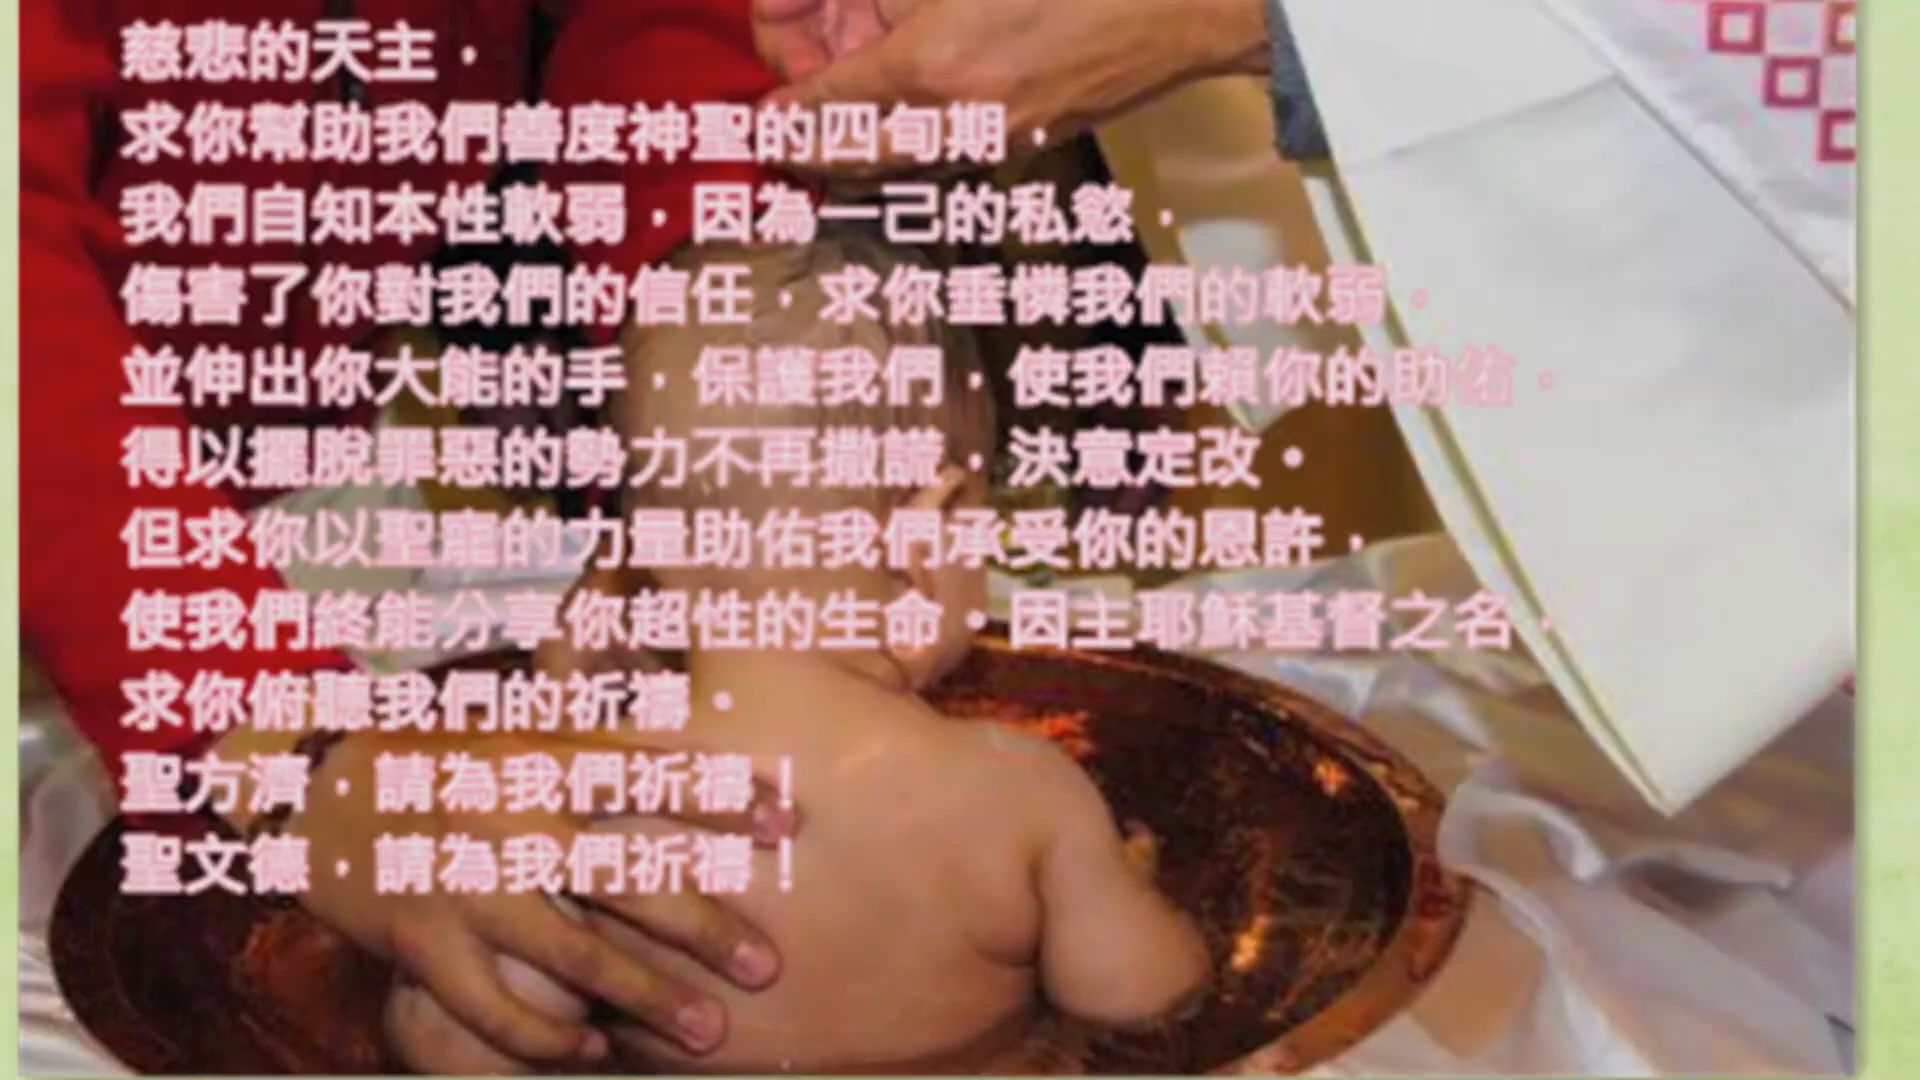 慈悲的天主，
求你幫助我們善度神聖的四旬期，
我們自知本性軟弱，因為一己的私慾，
傷害了你對我們的信任，求你垂憐我們的軟弱，
並伸出你大能的手，保護我們，使我們賴你的助佑，
得以擺脫罪惡的勢力不再撒謊，決意定改。
但求你以聖寵的力量助佑我們承受你的恩許，
使我們終能分享你超性的生命。因主耶穌基督之名，
求你俯聽我們的祈禱。
聖方濟，請為我們祈禱！
聖文德，請為我們祈禱！